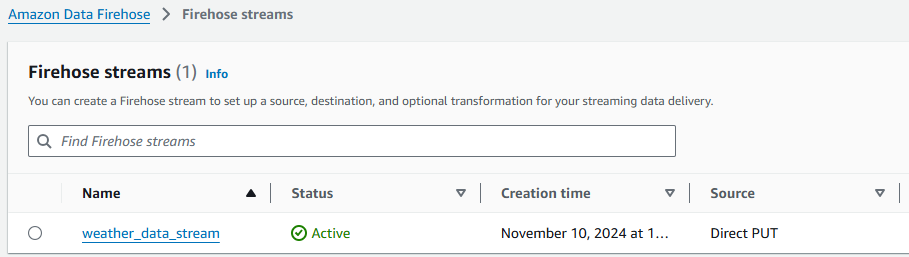 Amazon Data Firehose > Firehose streams
Firehose streams (1) Info
You can create a Firehose stream to set up a source, destination, and optional transformation for your streaming data delivery.
Find Firehose streams
Name Status Creation time Source
weather_data_stream Active November 10, 2024 at 1… Direct PUT